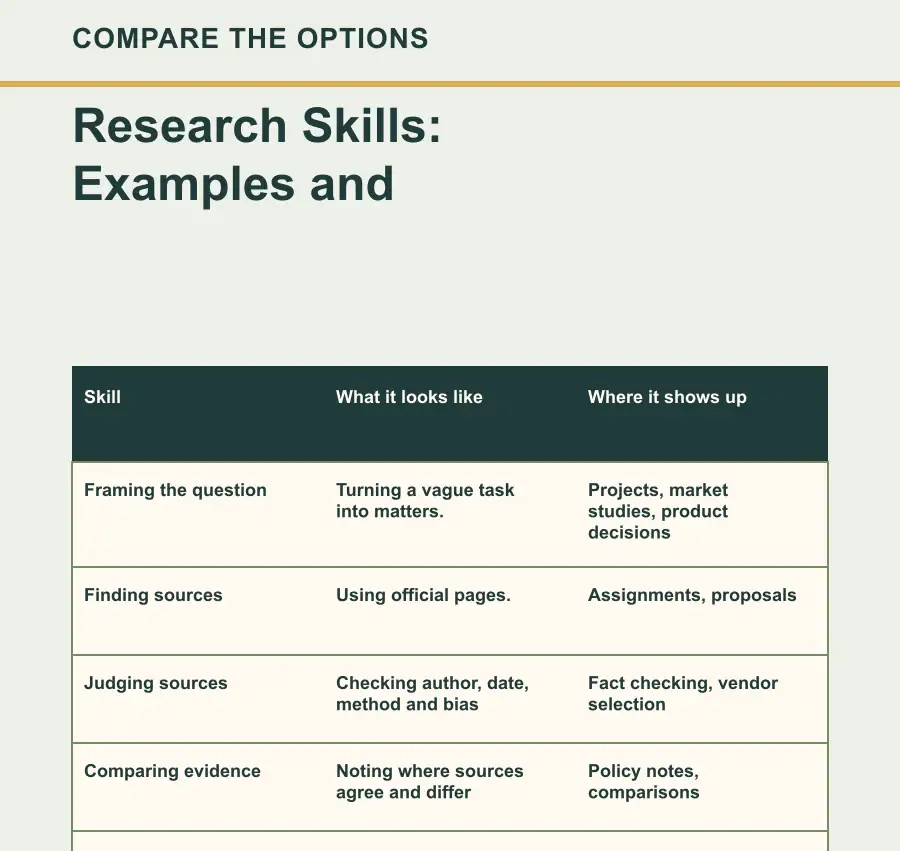 COMPARE THE OPTIONS
Research Skills:
Examples and
Skill
What it looks like
Where it shows up
Framing the question
Turning a vague task
into matters.
Projects, market
studies, product
decisions
Finding sources
Using official pages.
Assignments, proposals
Judging sources
Checking author, date,
method and bias
Fact checking, vendor
selection
Comparing evidence
Noting where sources
agree and differ
Policy notes,
comparisons